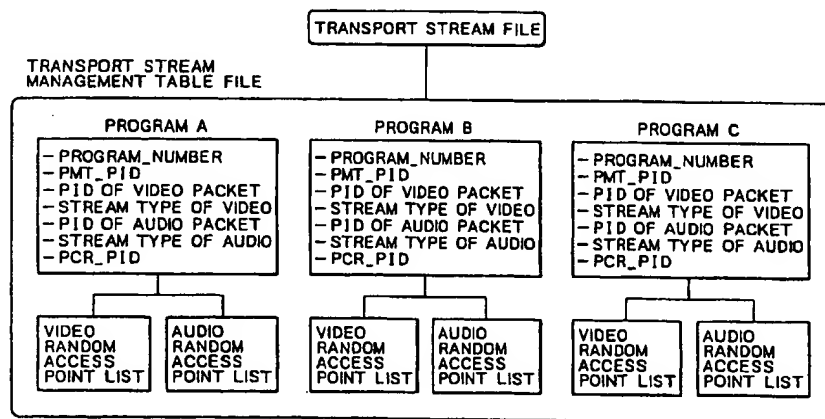 TRANSPORT STREAM FILE
TRANSPORT STREAM
MANAGEMENT TABLE FILE
PROGRAM A
- PROGRAM_NUMBER
- PMT_PID
- PID OF VIDEO PACKET
- STREAM TYPE OF VIDEO
- PID OF AUDIO PACKET
- STREAM TYPE OF AUDIO
- PCR_PID
VIDEO
RANDOM
ACCESS
POINT LIST
AUDIO
RANDOM
ACCESS
POINT LIST
PROGRAM B
- PROGRAM_NUMBER
- PMT_PID
- PID OF VIDEO PACKET
- STREAM TYPE OF VIDEO
- PID OF AUDIO PACKET
- STREAM TYPE OF AUDIO
- PCR_PID
VIDEO
RANDOM
ACCESS
POINT LIST
AUDIO
RANDOM
ACCESS
POINT LIST
PROGRAM C
- PROGRAM_NUMBER
- PMT_PID
- PID OF VIDEO PACKET
- STREAM TYPE OF VIDEO
- PID OF AUDIO PACKET
- STREAM TYPE OF AUDIO
- PCR_PID
VIDEO
RANDOM
ACCESS
POINT LIST
AUDIO
RANDOM
ACCESS
POINT LIST